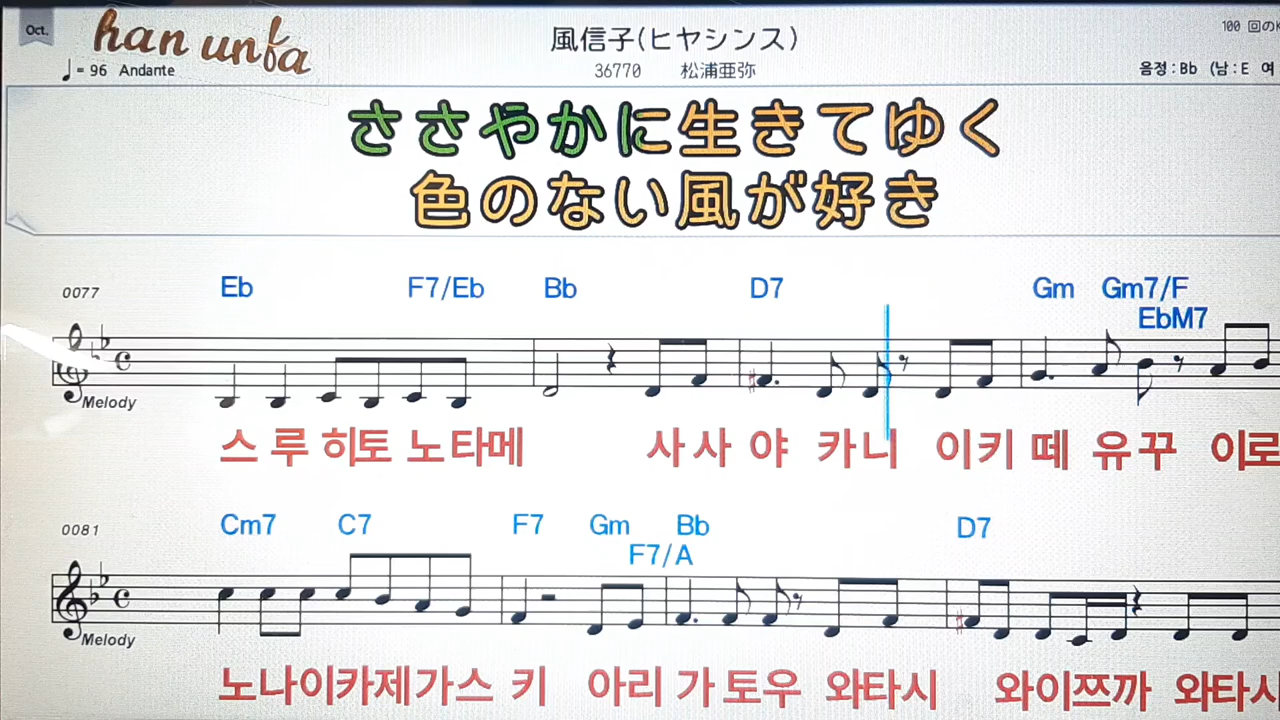 Oct.
han unfa
風信子(ヒヤシンス)
100 回の
♩= 96 Andante
36770 松浦亜弥
음정 : Bb (남 : E 여
ささやかに生きてゆく
色のない風が好き
0077
Eb F7/Eb Bb D7 Gm Gm7/F
EbM7
Melody
스 루 히토 노타메 사사 야 카니 이키 떼 유꾸 이로
0081
Cm7 C7 F7 Gm Bb D7
F7/A
Melody
노나이카제가스 키 아리 가토우 와타시 와이쯔까 와타시